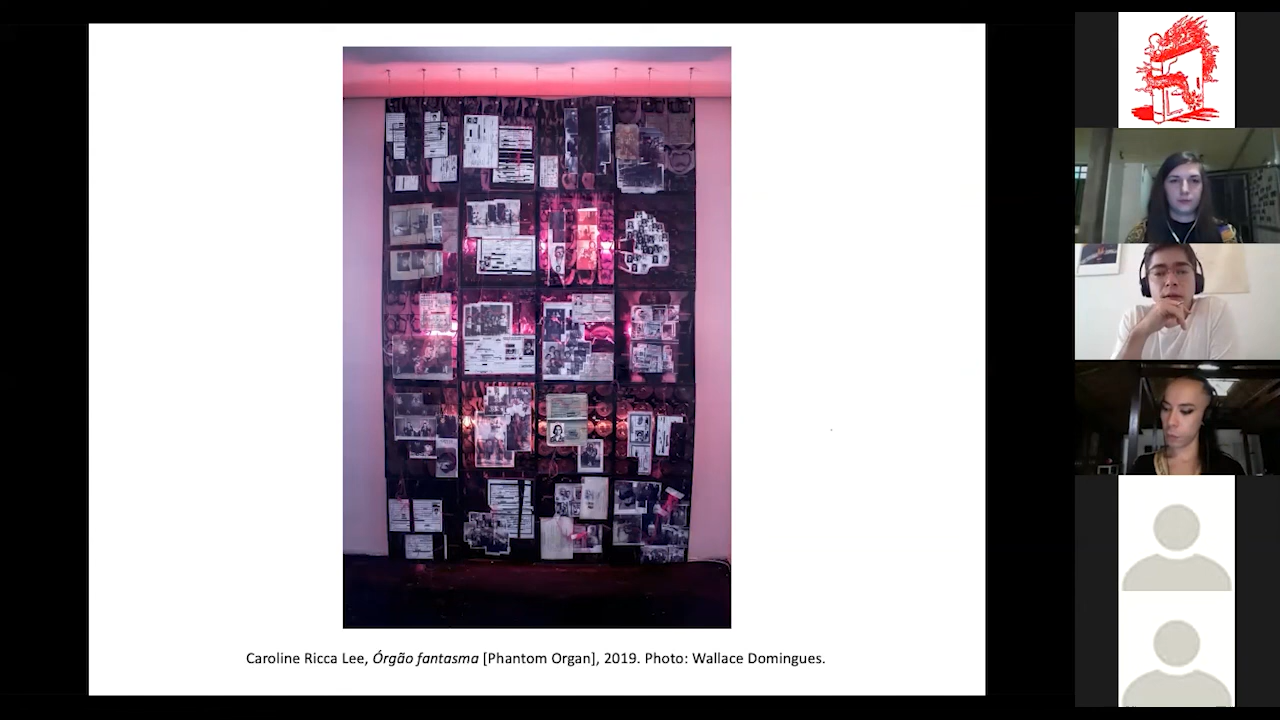 Caroline Ricca Lee, Órgão fantasma [Phantom Organ], 2019. Photo: Wallace Domingues.